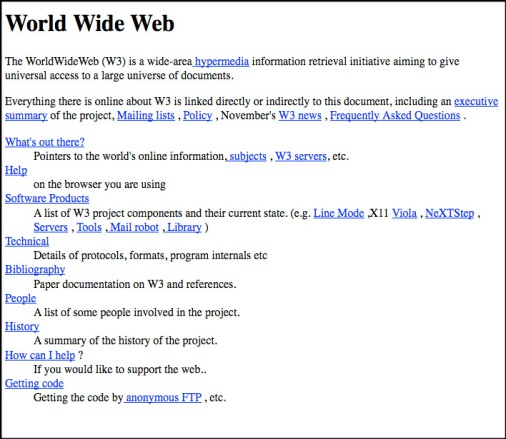 World Wide Web
The WorldWideWeb (W3) is a wide-area hypermedia information retrieval initiative aiming to give
universal access to a large universe of documents.
Everything there is online about W3 is linked directly or indirectly to this document, including an executive
summary of the project, Mailing lists , Policy , November's W3 news , Frequently Asked Questions .
What's out there?
Pointers to the world's online information, subjects , W3 servers, etc.
Help
on the browser you are using
Software Products
A list of W3 project components and their current state. (e.g. Line Mode ,X11 Viola , NeXTStep ,
Servers , Tools , Mail robot , Library )
Technical
Details of protocols, formats, program internals etc
Bibliography
Paper documentation on W3 and references.
People
A list of some people involved in the project.
History
A summary of the history of the project.
How can I help ?
If you would like to support the web..
Getting code
Getting the code by anonymous FTP , etc.